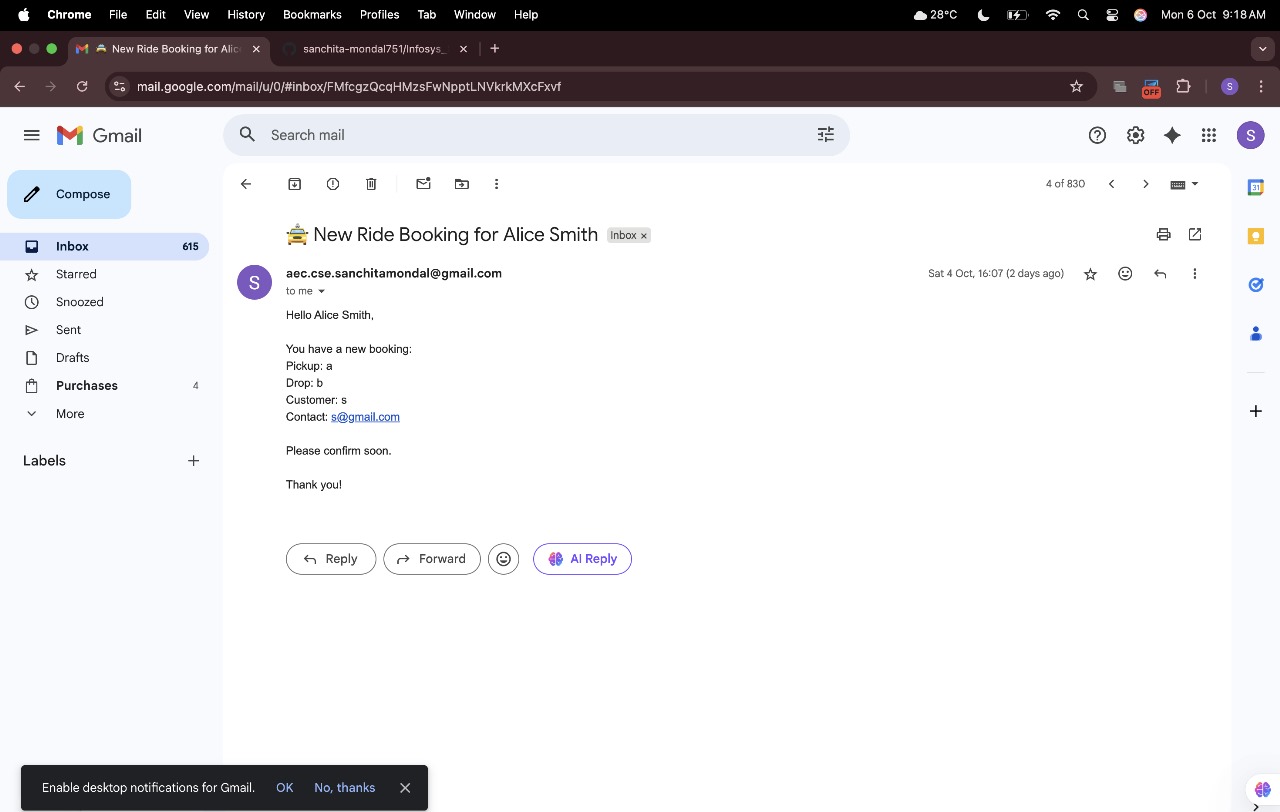 Chrome File Edit View History Bookmarks Profiles Tab Window Help 28°C Mon 6 Oct 9:18 AM
New Ride Booking for Alic sanchita-mondal751/Infosys_
mail.google.com/mail/u/0/#inbox/FMfcgzQcqHMzsFwNpptLNVkrkMXcFxvf OFF S
Gmail Search mail S
Compose
4 of 830
31
Inbox 615
Starred
Snoozed
Sent
Drafts
Purchases 4
More
Labels
New Ride Booking for Alice Smith Inbox x
S aec.cse.sanchitamondal@gmail.com Sat 4 Oct, 16:07 (2 days ago)
to me
Hello Alice Smith,
You have a new booking:
Pickup: a
Drop: b
Customer: s
Contact: s@gmail.com
Please confirm soon.
Thank you!
Reply Forward AI Reply
Enable desktop notifications for Gmail. OK No, thanks